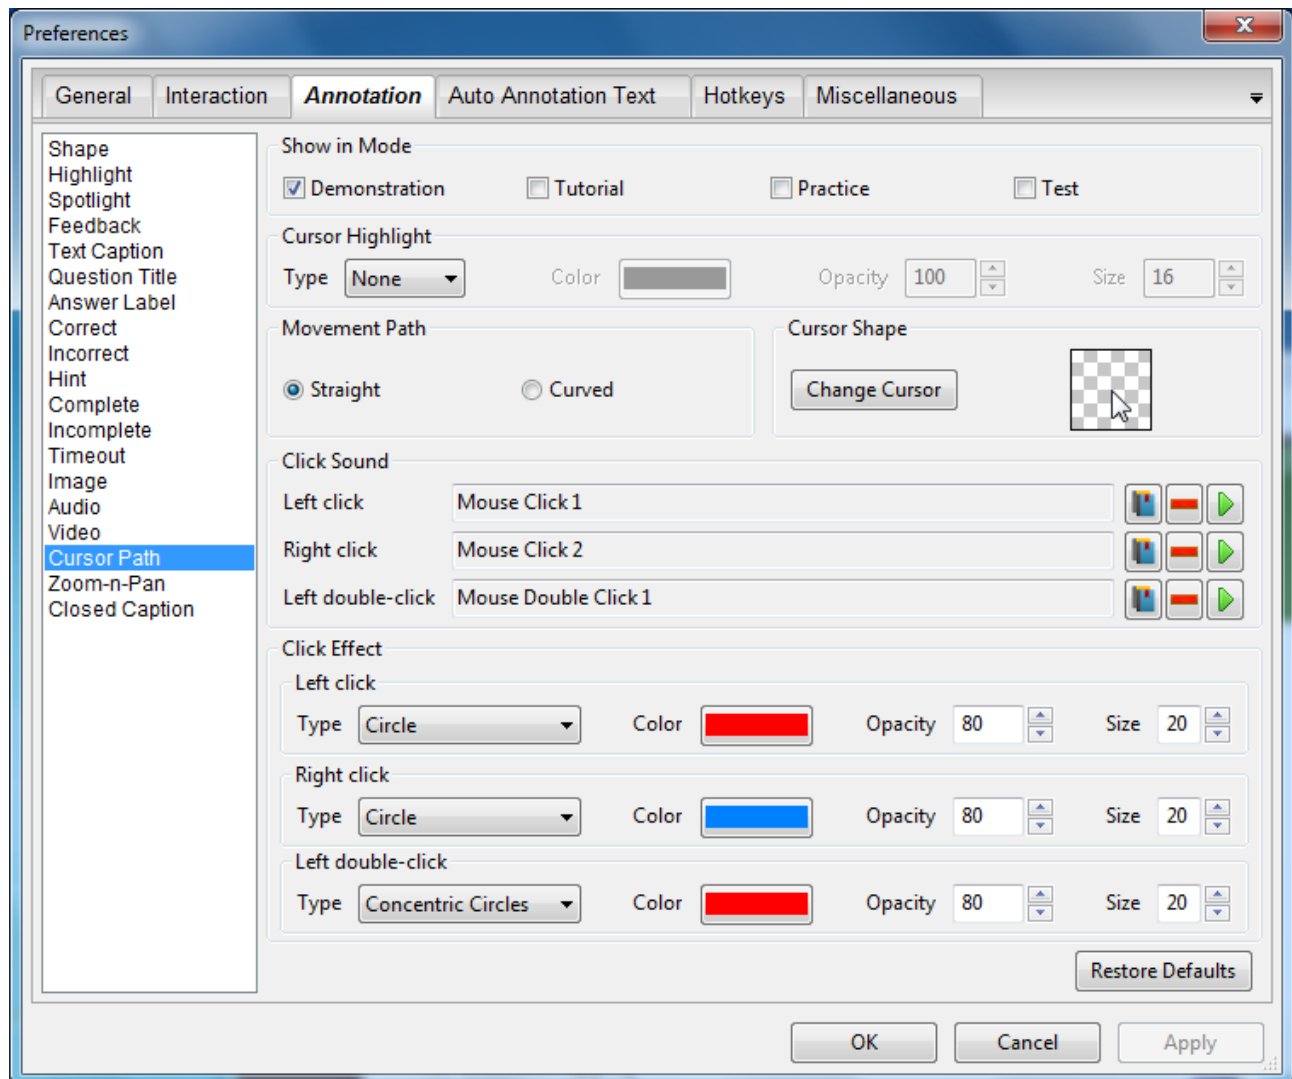 Preferences
General Interaction Annotation Auto Annotation Text Hotkeys Miscellaneous
Shape
Highlight
Spotlight
Feedback
Text Caption
Question Title
Answer Label
Correct
Incorrect
Hint
Complete
Incomplete
Timeout
Image
Audio
Video
Cursor Path
Zoom-n-Pan
Closed Caption
Show in Mode
Demonstration Tutorial Practice Test
Cursor Highlight
Type None Color Opacity 100 Size 16
Movement Path
Straight Curved
Cursor Shape
Change Cursor
Click Sound
Left click Mouse Click 1
Right click Mouse Click 2
Left double-click Mouse Double Click 1
Click Effect
Left click
Type Circle Color Opacity 80 Size 20
Right click
Type Circle Color Opacity 80 Size 20
Left double-click
Type Concentric Circles Color Opacity 80 Size 20
Restore Defaults
OK Cancel Apply